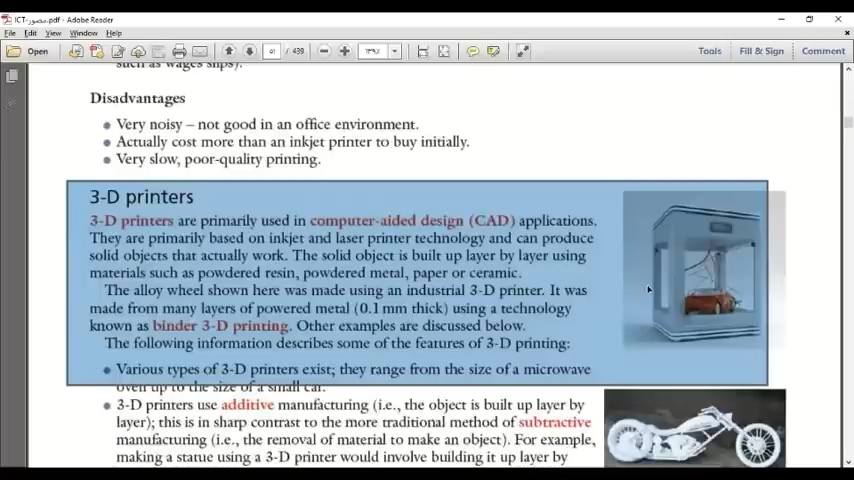 ICT-مصور.pdf - Adobe Reader
File Edit View Window Help
Open
٥١ / 439
Tools Fill & Sign Comment
such as wages slips).
Disadvantages
Very noisy – not good in an office environment.
Actually cost more than an inkjet printer to buy initially.
Very slow, poor-quality printing.
3-D printers
3-D printers are primarily used in computer-aided design (CAD) applications.
They are primarily based on inkjet and laser printer technology and can produce
solid objects that actually work. The solid object is built up layer by layer using
materials such as powdered resin, powdered metal, paper or ceramic.
The alloy wheel shown here was made using an industrial 3-D printer. It was
made from many layers of powered metal (0.1 mm thick) using a technology
known as binder 3-D printing. Other examples are discussed below.
The following information describes some of the features of 3-D printing:
Various types of 3-D printers exist; they range from the size of a microwave
oven up to the size of a small car.
3-D printers use additive manufacturing (i.e., the object is built up layer by
layer); this is in sharp contrast to the more traditional method of subtractive
manufacturing (i.e., the removal of material to make an object). For example,
making a statue using a 3-D printer would involve building it up layer by